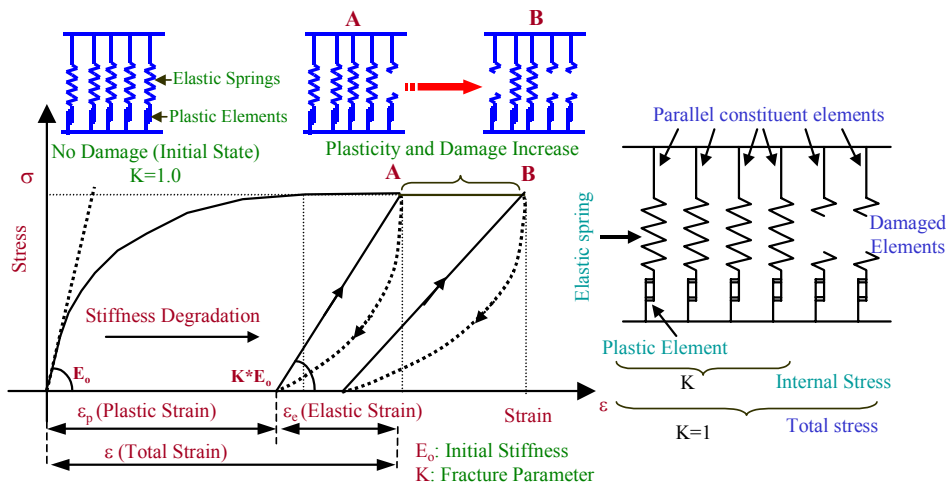 A
B
Elastic Springs
Plastic Elements
No Damage (Initial State)
K=1.0
Plasticity and Damage Increase
A
B
σ
Stress
Stiffness Degradation
Eo
K*Eo
εp (Plastic Strain)
εe (Elastic Strain)
Strain
ε
ε (Total Strain)
Eo: Initial Stiffness
K: Fracture Parameter
Parallel constituent elements
Elastic spring
Damaged
Elements
Plastic Element
K
Internal Stress
K=1
Total stress